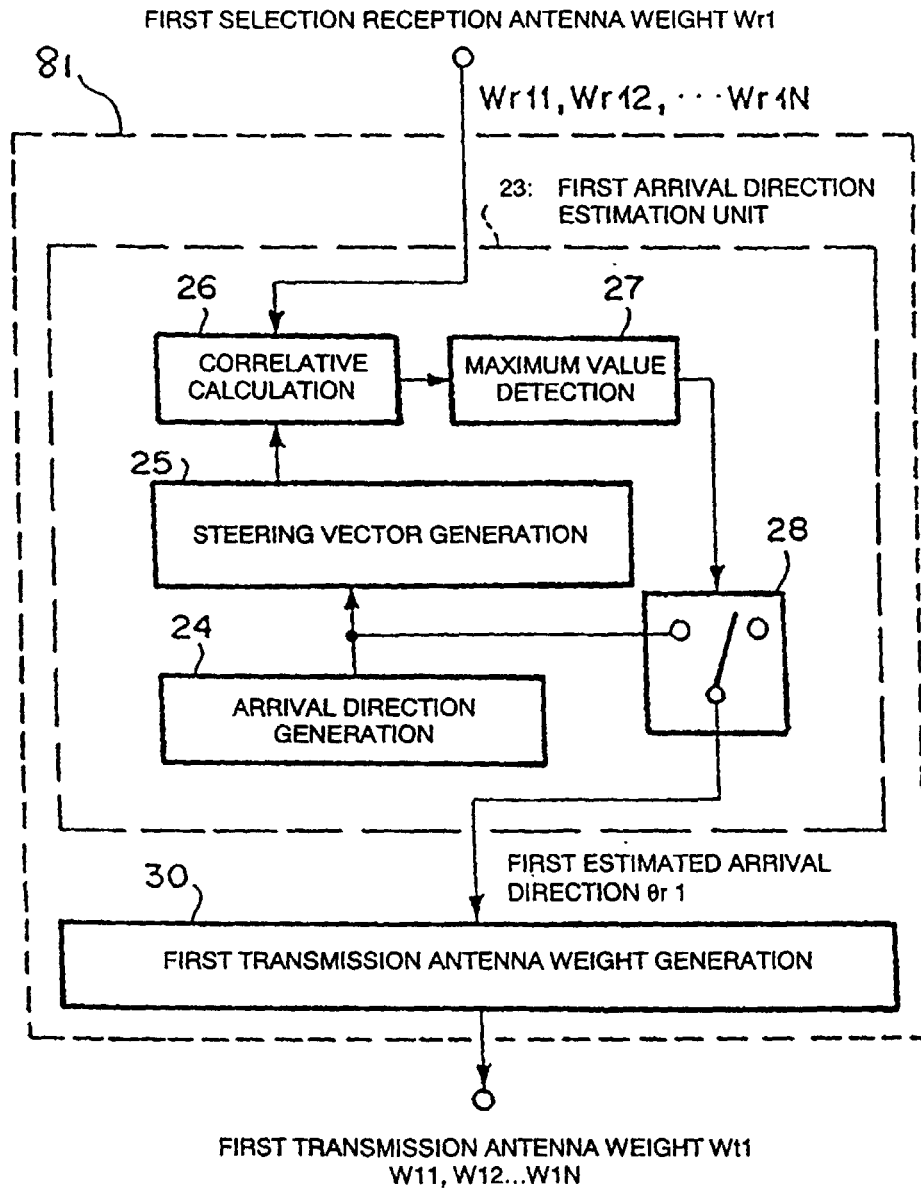 FIRST SELECTION RECEPTION ANTENNA WEIGHT Wr1
81
Wr11, Wr12, ··· Wr1N
23: FIRST ARRIVAL DIRECTION
ESTIMATION UNIT
26
CORRELATIVE
CALCULATION
27
MAXIMUM VALUE
DETECTION
25
STEERING VECTOR GENERATION
28
24
ARRIVAL DIRECTION
GENERATION
FIRST ESTIMATED ARRIVAL
DIRECTION θr 1
30
FIRST TRANSMISSION ANTENNA WEIGHT GENERATION
FIRST TRANSMISSION ANTENNA WEIGHT Wt1
W11, W12...W1N